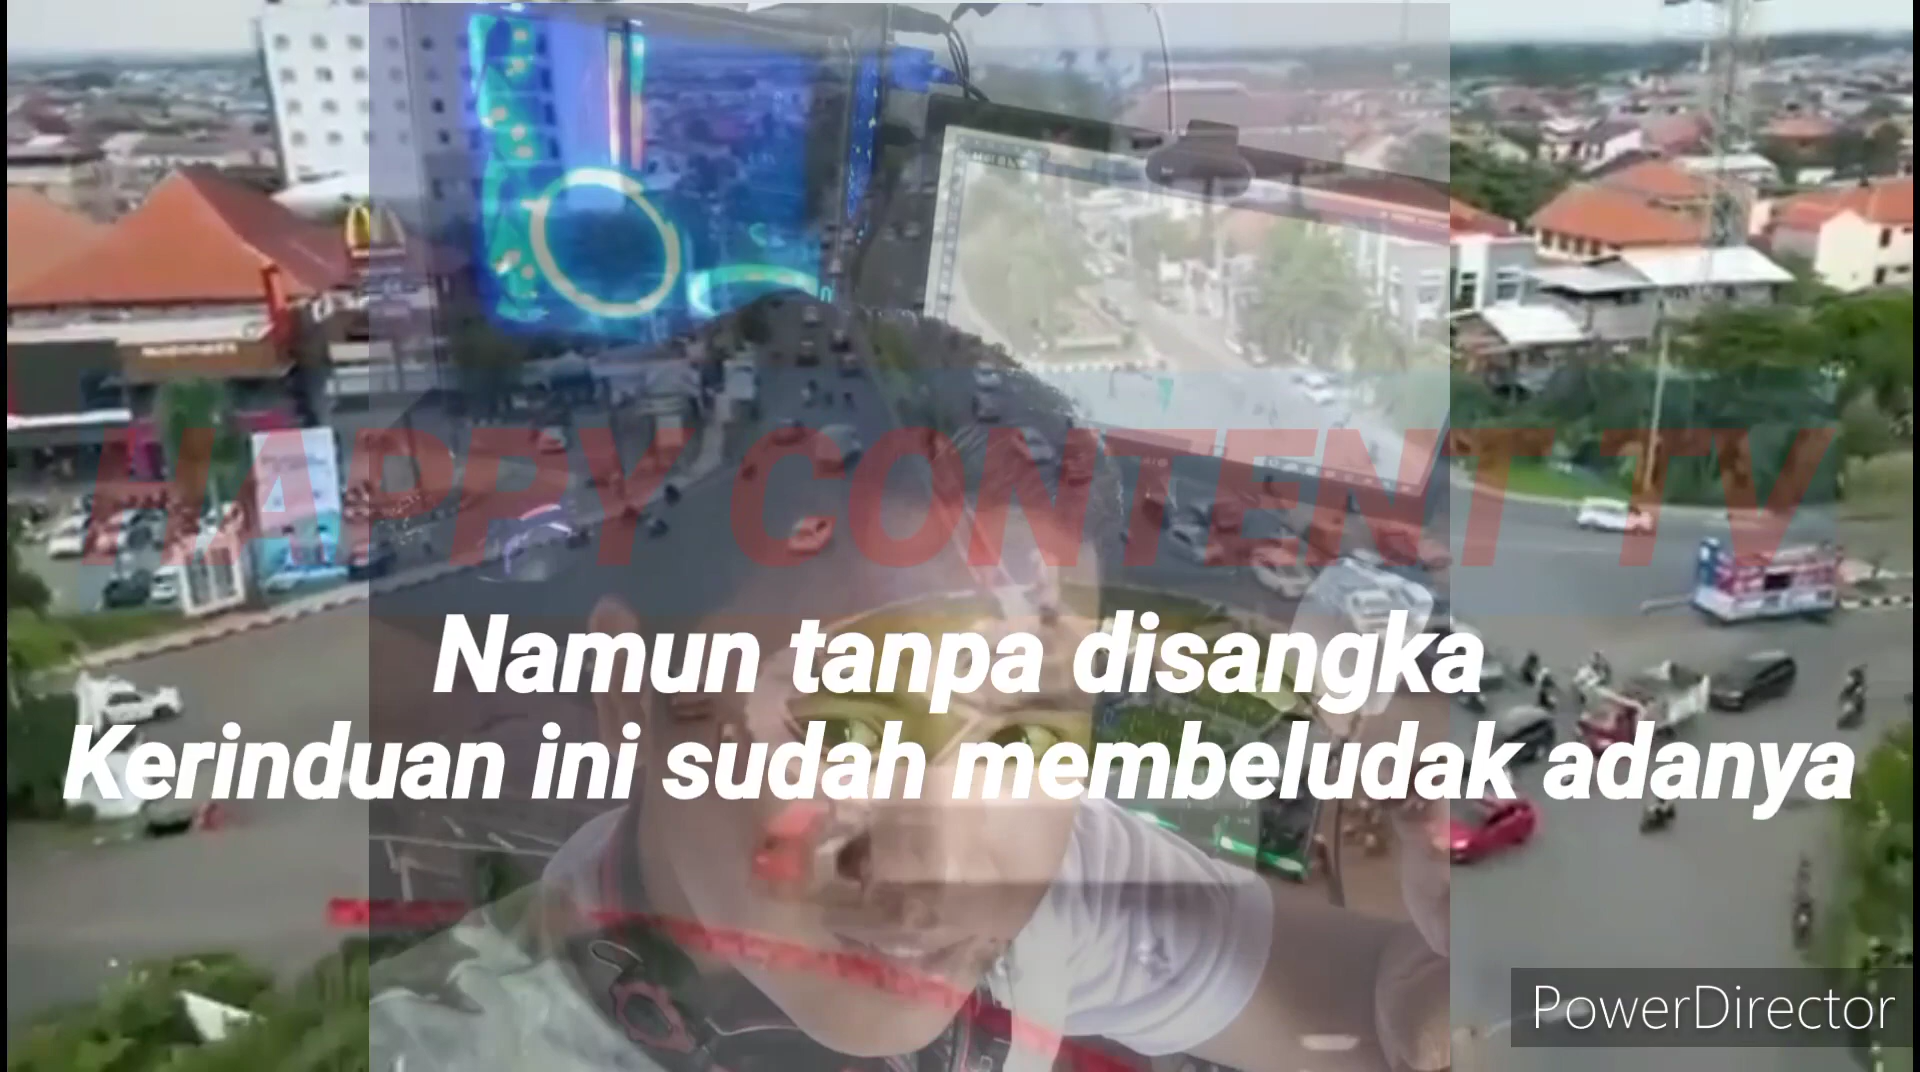 HAPPY CONTENT TV
Namun tanpa disangka
Kerinduan ini sudah membeludak adanya
PowerDirector